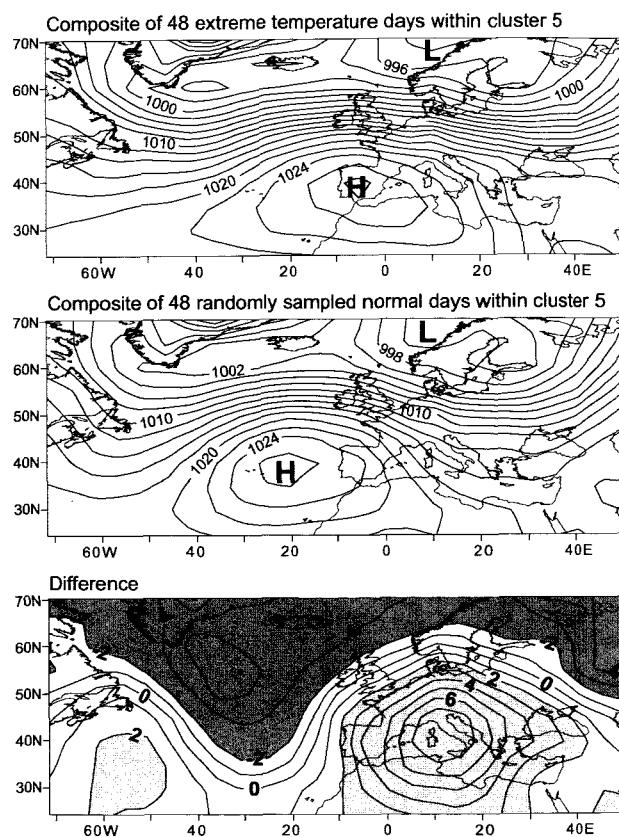 Composite of 48 extreme temperature days within cluster 5
70N
L
996
60N
1000
1000
50N
1010
1020
1024
40N
H
30N
60W 40 20 0 20 40E
Composite of 48 randomly sampled normal days within cluster 5
70N
L
998
60N
1002
50N
1010
1010
1020
1024
40N
H
30N
60W 40 20 0 20 40E
Difference
70N
60N
-2
2
-2
50N
0
4
0
6
40N
2
-2
30N
0
60W 40 20 0 20 40E